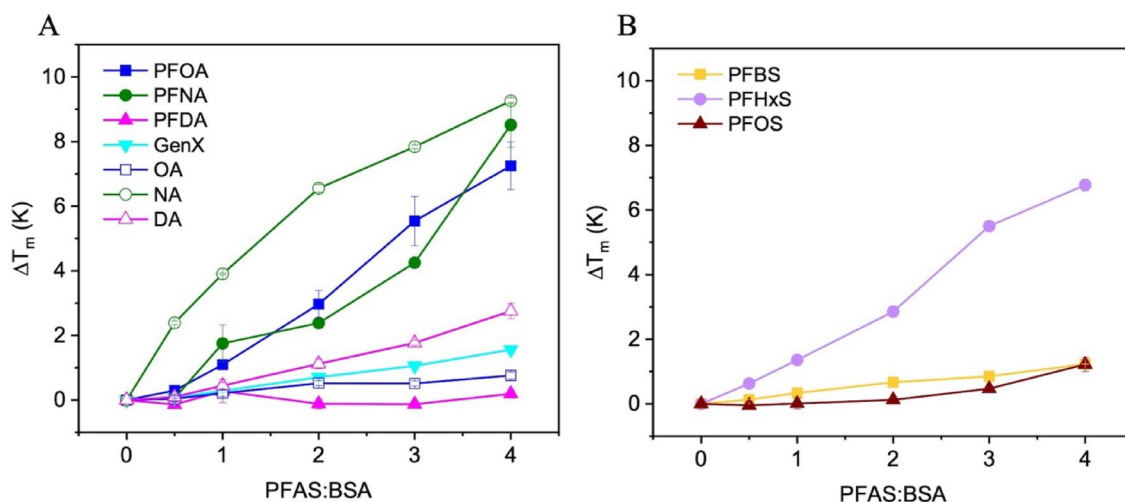 A
PFOA
PFNA
PFDA
GenX
OA
NA
DA
ΔTm (K)
10
8
6
4
2
0
0 1 2 3 4
PFAS:BSA
B
PFBS
PFHxS
PFOS
ΔTm (K)
10
8
6
4
2
0
0 1 2 3 4
PFAS:BSA